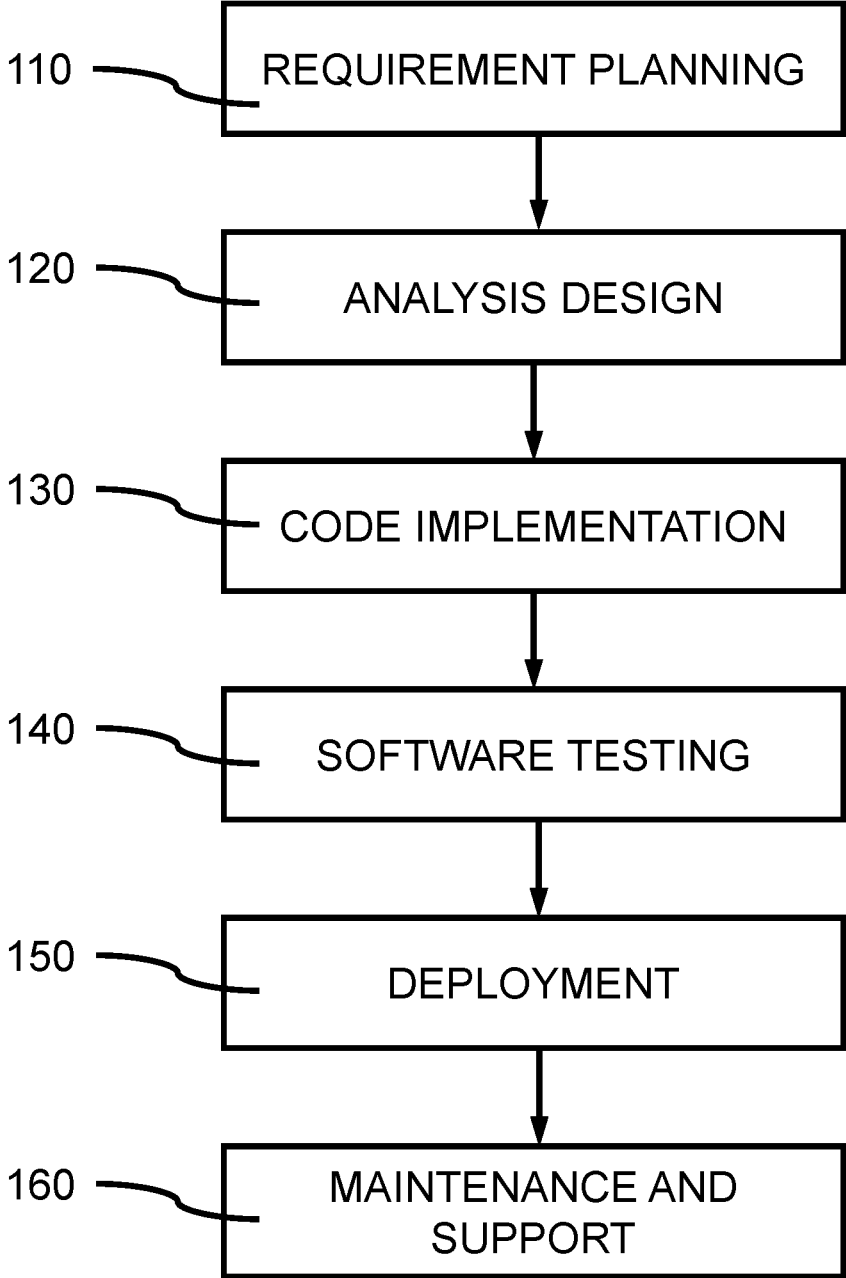 110 REQUIREMENT PLANNING
120 ANALYSIS DESIGN
130 CODE IMPLEMENTATION
140 SOFTWARE TESTING
150 DEPLOYMENT
160 MAINTENANCE AND
SUPPORT